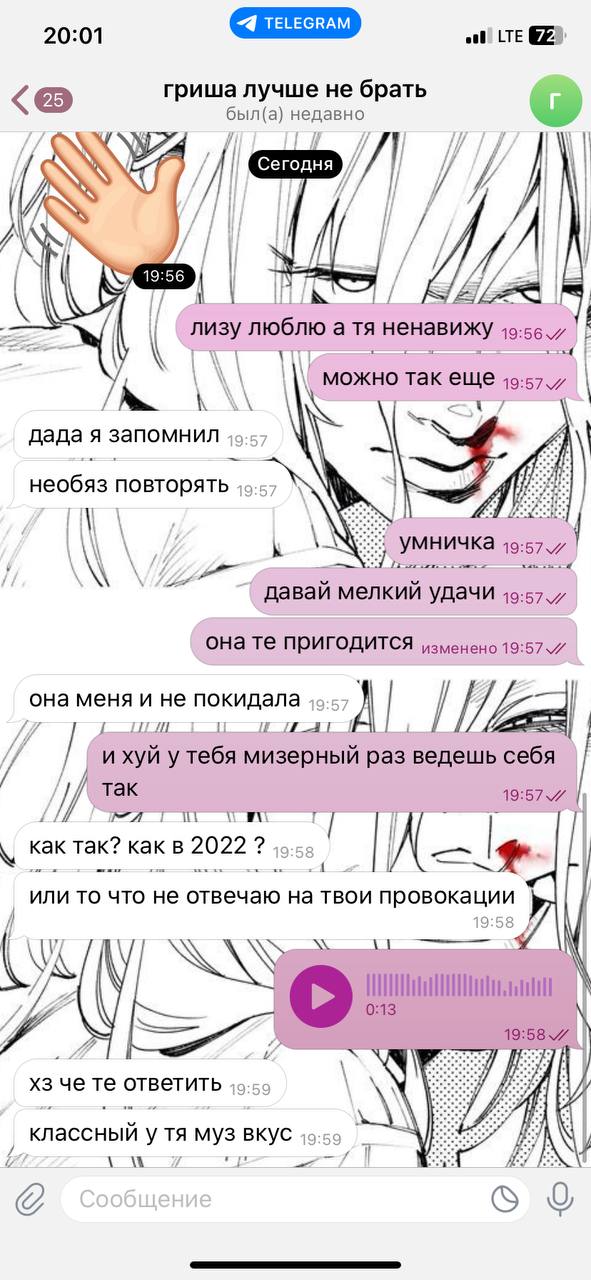 20:01
TELEGRAM
LTE
72
25
гриша лучше не брать
был(а) недавно
Г
Сегодня
19:56
лизу люблю а тя ненавижу 19:56
можно так еще 19:57
дада я запомнил 19:57
необяз повторять 19:57
умничка 19:57
давай мелкий удачи 19:57
она те пригодится изменено 19:57
она меня и не покидала 19:57
и хуй у тебя мизерный раз ведешь себя
так 19:57
как так? как в 2022 ? 19:58
или то что не отвечаю на твои провокации
19:58
0:13
19:58
хз че те ответить 19:59
классный у тя муз вкус 19:59
Сообщение